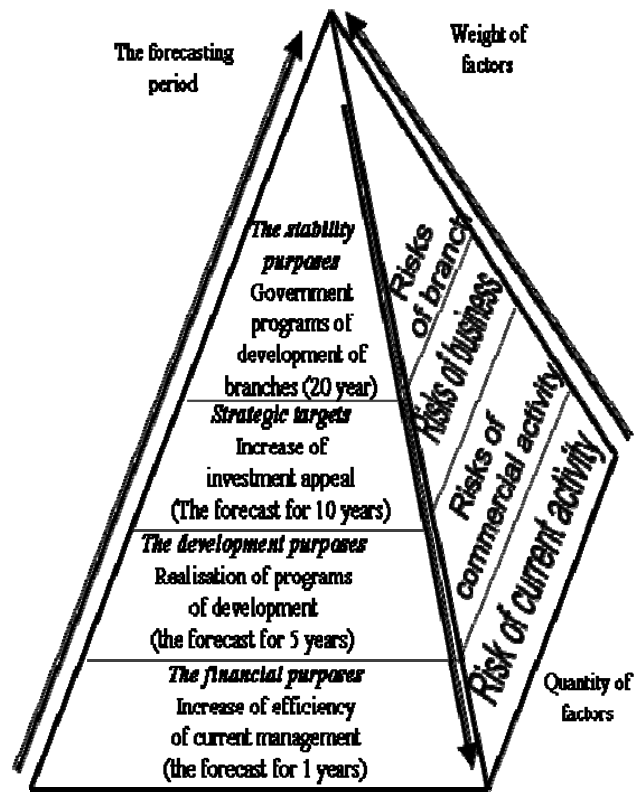 The forecasting
period
Weight of
factors
The stability
purposes
Government
programs of
development of
branches (20 year)
Strategic targets
Increase of
investment appeal
(The forecast for 10 years)
The development purposes
Realisation of programs
of development
(the forecast for 5 years)
The financial purposes
Increase of efficiency
of current management
(the forecast for 1 years)
Risks
of branch
Risks of business
Risks of
commercial activity
Risk of current activity
Quantity of
factors